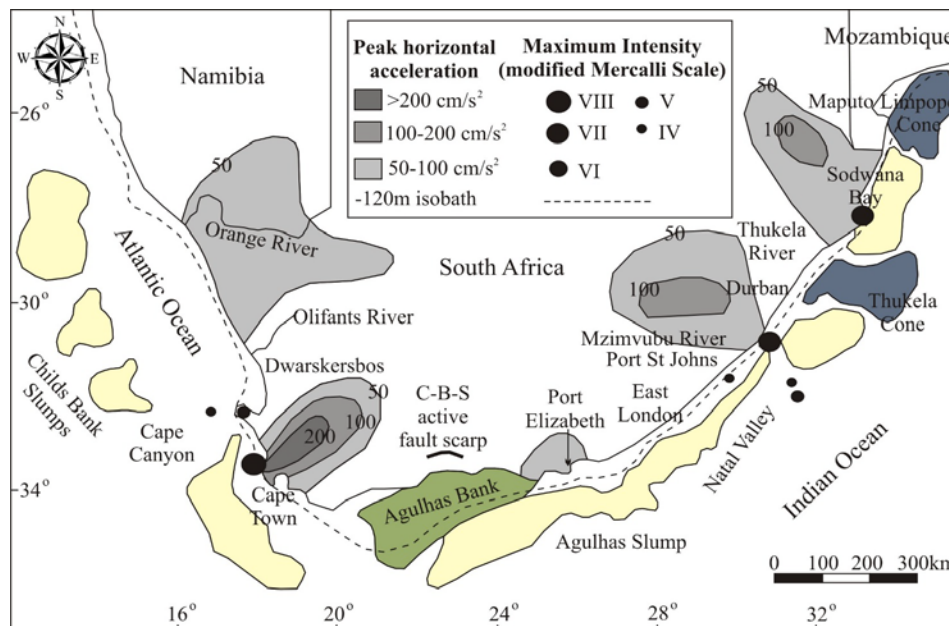 N
W E
S
26°
30°
34°
Namibia
Peak horizontal
acceleration
>200 cm/s²
100-200 cm/s²
50-100 cm/s²
-120m isobath
Maximum Intensity
(modified Mercalli Scale)
VIII
V
VII
IV
VI
Mozambique
50
Maputo/Limpopo
Cone
100
Sodwana
Bay
50
Orange River
Atlantic Ocean
South Africa
Thukela
River
50
100
Durban
Thukela
Cone
Olifants River
Mzimvubu River
Port St Johns
Dwarskersbos
Childs Bank
Slumps
Cape
Canyon
50
100
200
Cape
Town
C-B-S
active
fault scarp
Port
Elizabeth
East
London
Natal Valley
Indian Ocean
Agulhas Bank
Agulhas Slump
0 100 200 300km
16° 20° 24° 28° 32°